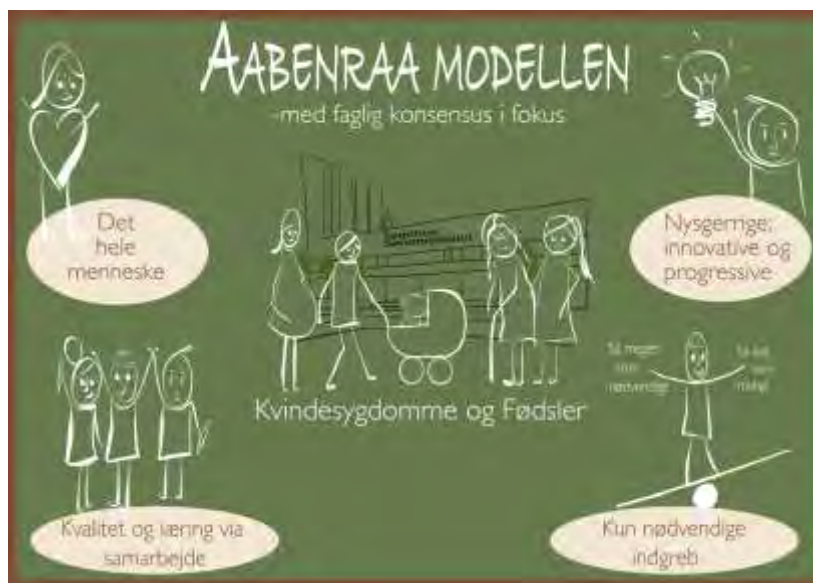 AABENRAA MODELLEN
-med faglig konsensus i fokus
Det
hele
menneske
Nysgerrige,
innovative og
progressive
Så meget
som
nødvendigt
Så lidt
som
muligt
Kvindesygdomme og Fødsler
Kvalitet og læring via
samarbejde
Kun nødvendige
indgreb